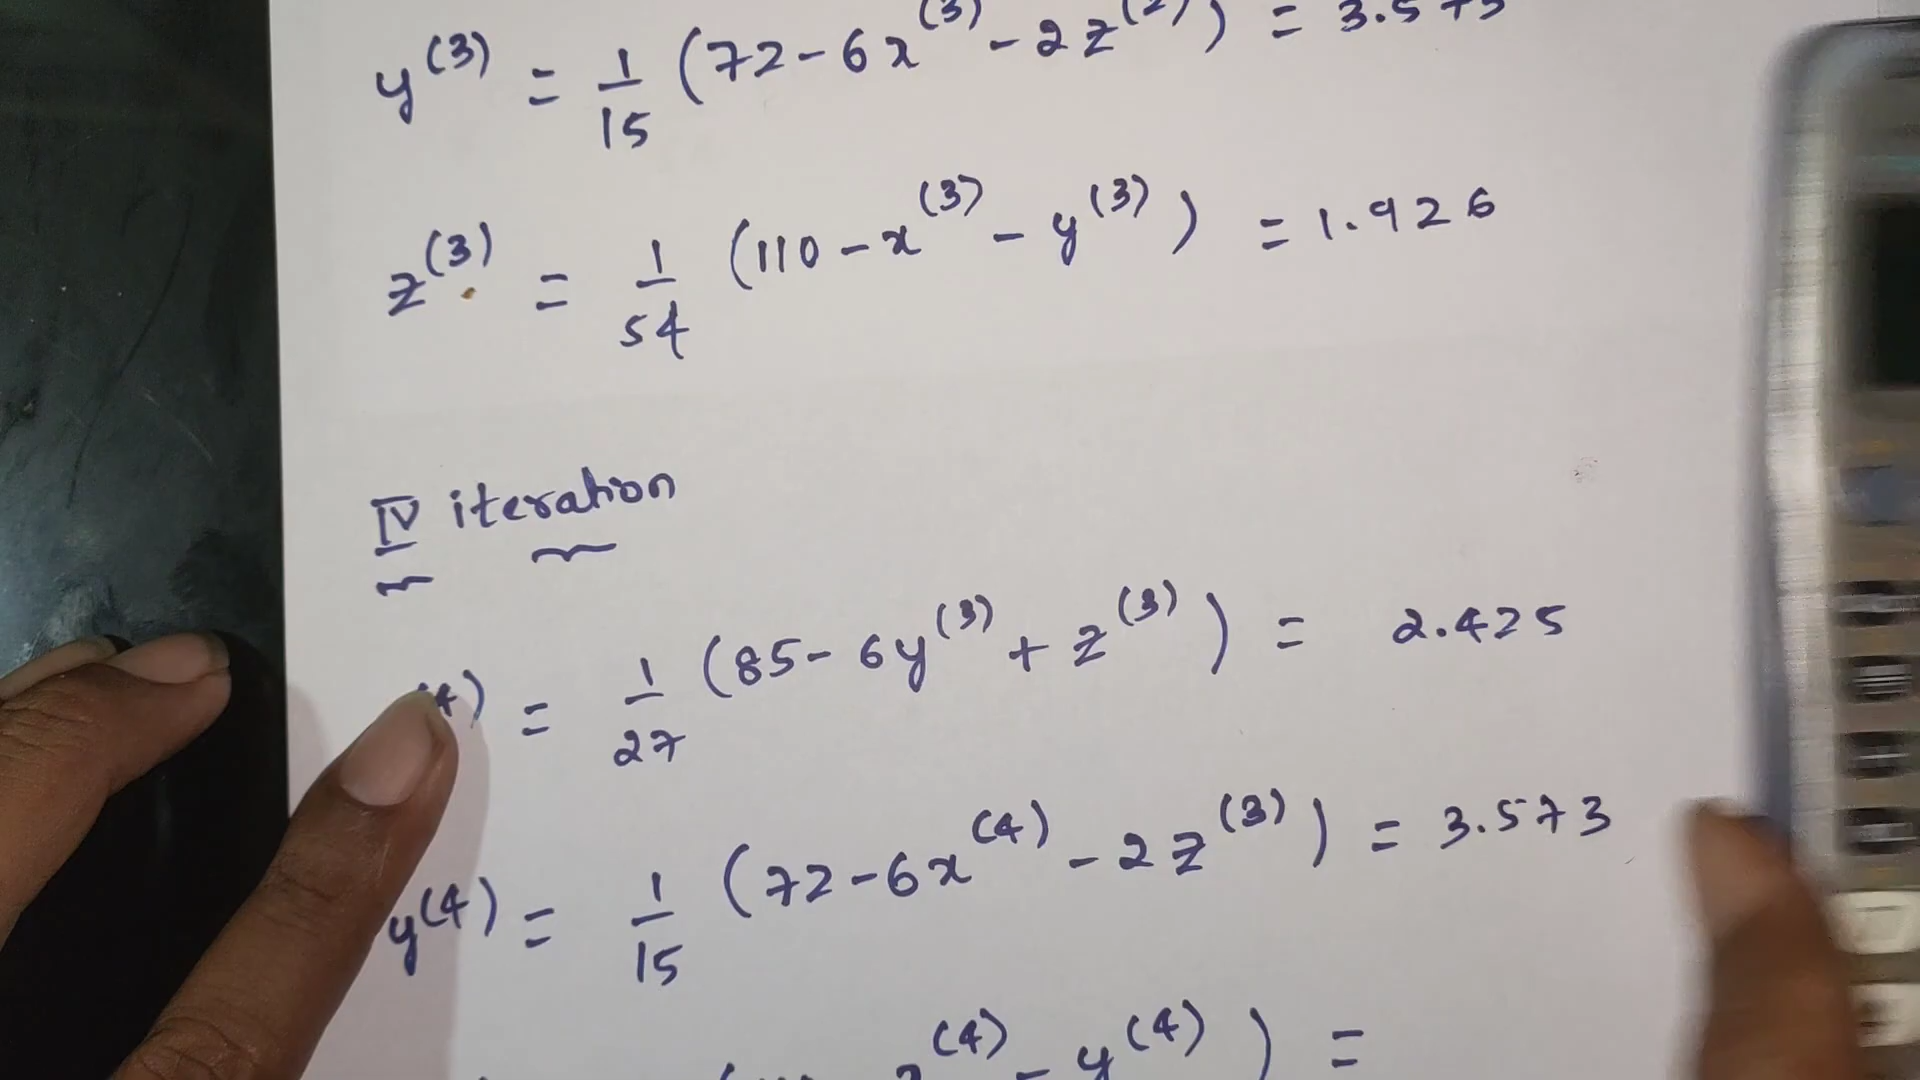 y^(3) = 1/15 (72 - 6x^(3) - 2z^(2)) = 3.573
z^(3) = 1/54 (110 - x^(3) - y^(3)) = 1.926
IV iteration
(4) = 1/27 (85 - 6y^(3) + z^(3)) = 2.425
y^(4) = 1/15 (72 - 6x^(4) - 2z^(3)) = 3.573
x^(4) - y^(4)) =